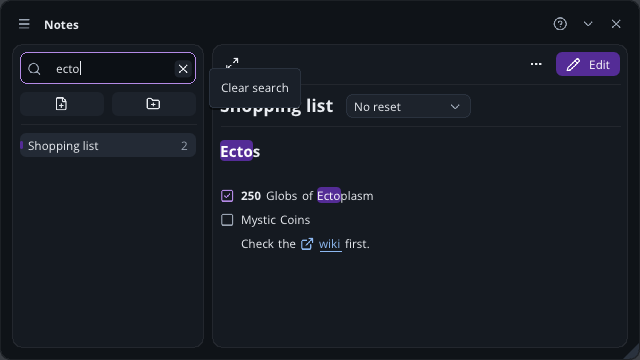 Notes
ecto
Clear search
Edit
Shopping list
No reset
Shopping list 2
Ectos
250 Globs of Ectoplasm
Mystic Coins
Check the wiki first.